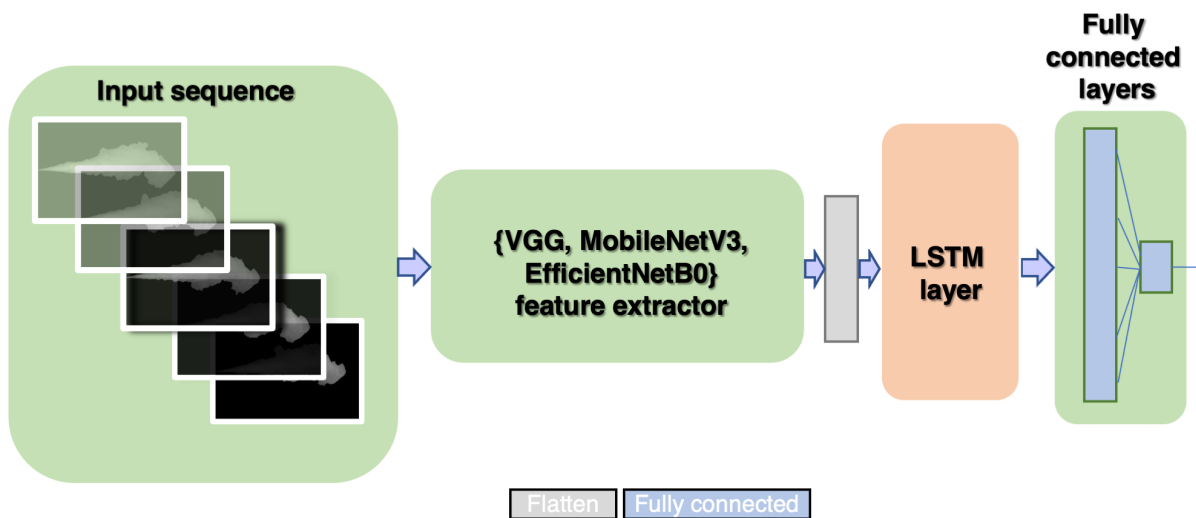 Input sequence
{VGG, MobileNetV3,
EfficientNetB0}
feature extractor
LSTM
layer
Fully
connected
layers
Flatten
Fully connected